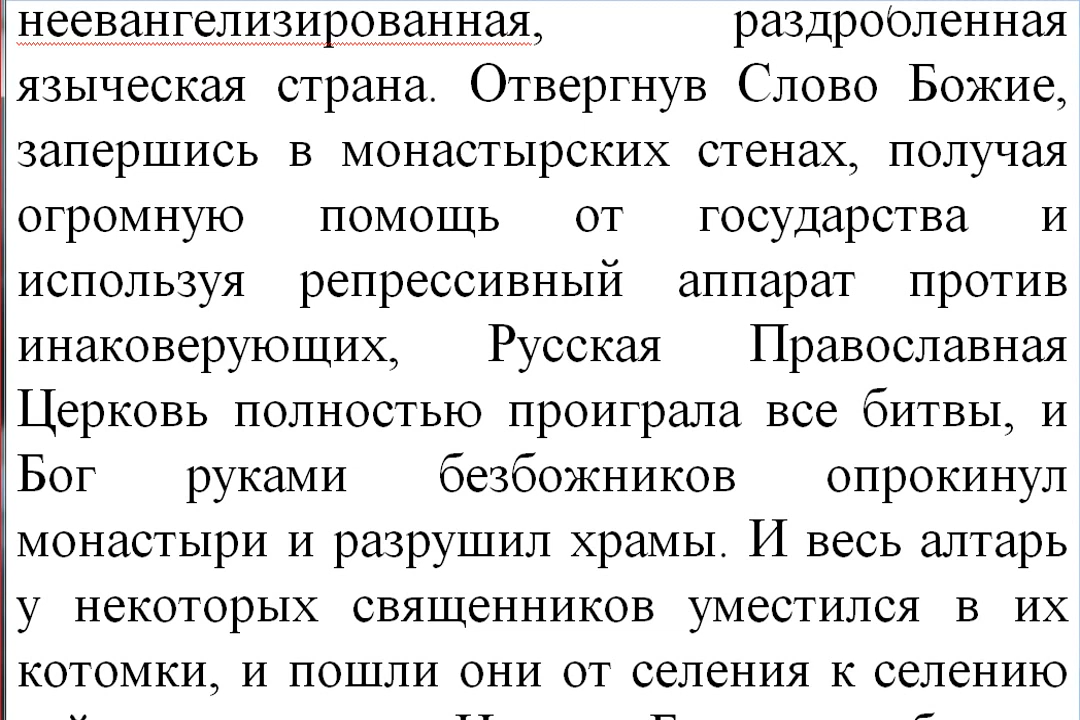 неевангелизированная, раздробленная
языческая страна. Отвергнув Слово Божие,
запершись в монастырских стенах, получая
огромную помощь от государства и
используя репрессивный аппарат против
инаковерующих, Русская Православная
Церковь полностью проиграла все битвы, и
Бог руками безбожников опрокинул
монастыри и разрушил храмы. И весь алтарь
у некоторых священников уместился в их
котомки, и пошли они от селения к селению